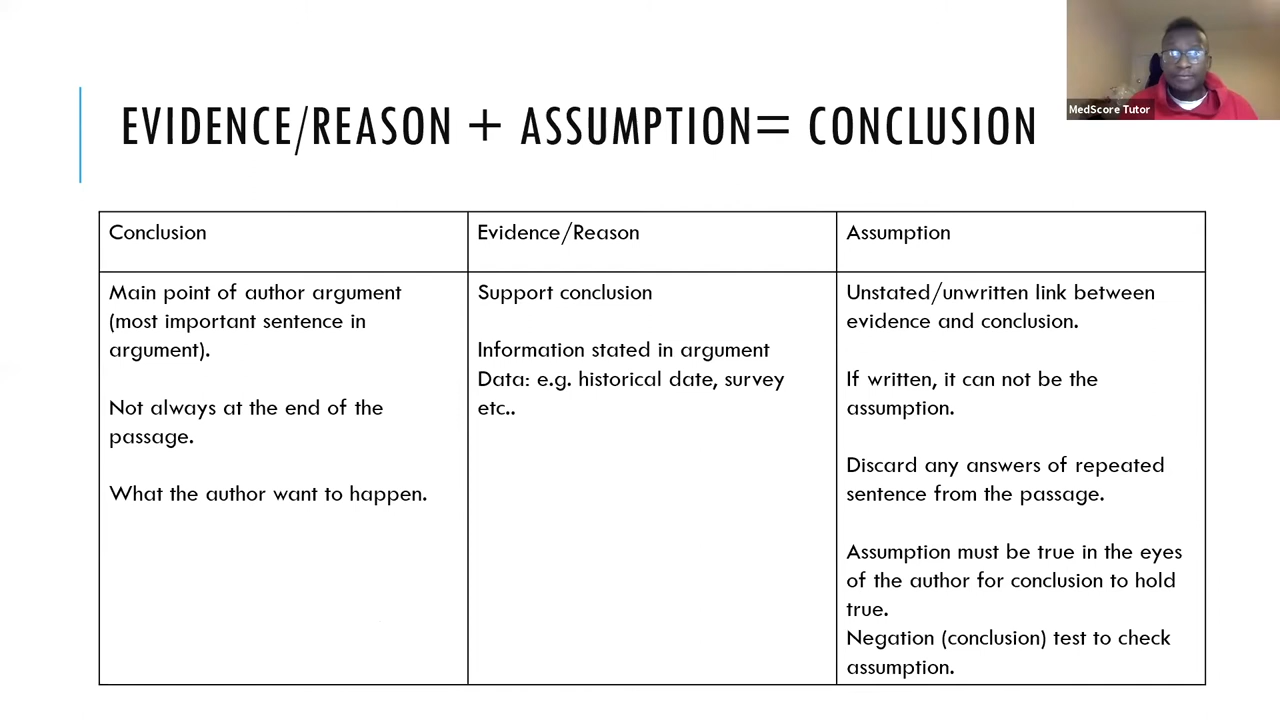 MedScore Tutor
EVIDENCE/REASON + ASSUMPTION= CONCLUSION
Conclusion
Evidence/Reason
Assumption
Main point of author argument
(most important sentence in
argument).
Not always at the end of the
passage.
What the author want to happen.
Support conclusion
Information stated in argument
Data: e.g. historical date, survey
etc..
Unstated/unwritten link between
evidence and conclusion.
If written, it can not be the
assumption.
Discard any answers of repeated
sentence from the passage.
Assumption must be true in the eyes
of the author for conclusion to hold
true.
Negation (conclusion) test to check
assumption.